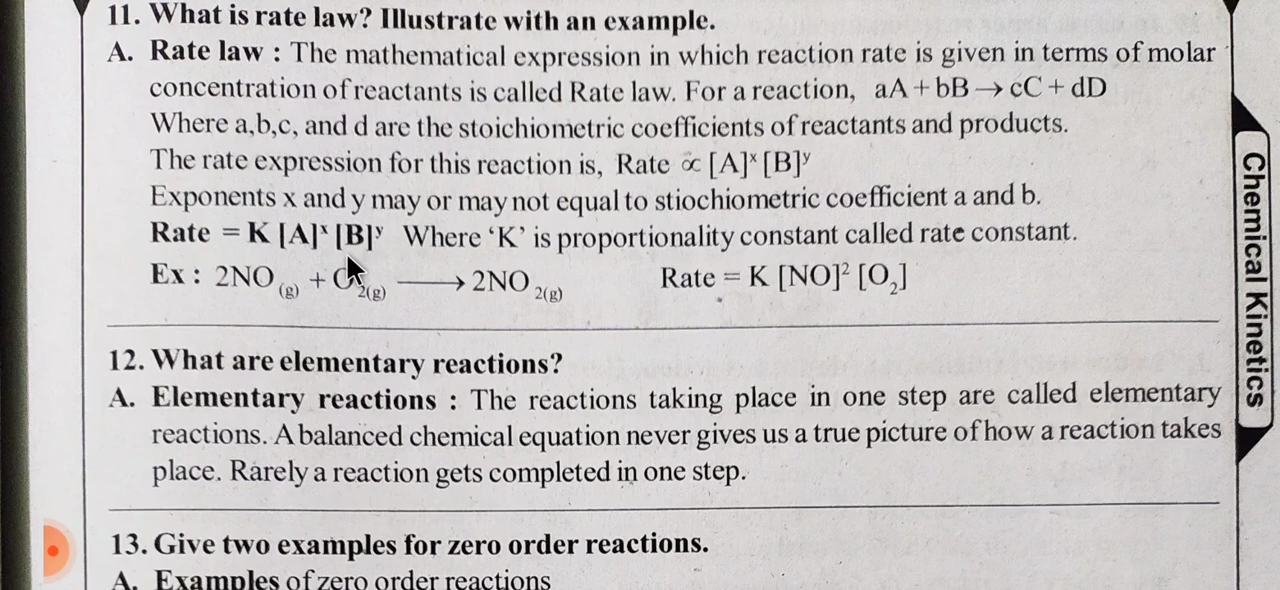 11. What is rate law? Illustrate with an example.
A. Rate law : The mathematical expression in which reaction rate is given in terms of molar
concentration of reactants is called Rate law. For a reaction, aA + bB → cC + dD
Where a,b,c, and d are the stoichiometric coefficients of reactants and products.
The rate expression for this reaction is, Rate ∝ [A]ˣ [B]ʸ
Exponents x and y may or may not equal to stiochiometric coefficient a and b.
Rate = K [A]ˣ [B]ʸ Where ‘K’ is proportionality constant called rate constant.
Ex : 2NO (g) + O₂(g) ⟶ 2NO ₂(g) Rate = K [NO]² [O₂]
12. What are elementary reactions?
A. Elementary reactions : The reactions taking place in one step are called elementary
reactions. A balanced chemical equation never gives us a true picture of how a reaction takes
place. Rarely a reaction gets completed in one step.
13. Give two examples for zero order reactions.
A. Examples of zero order reactions
Chemical Kinetics